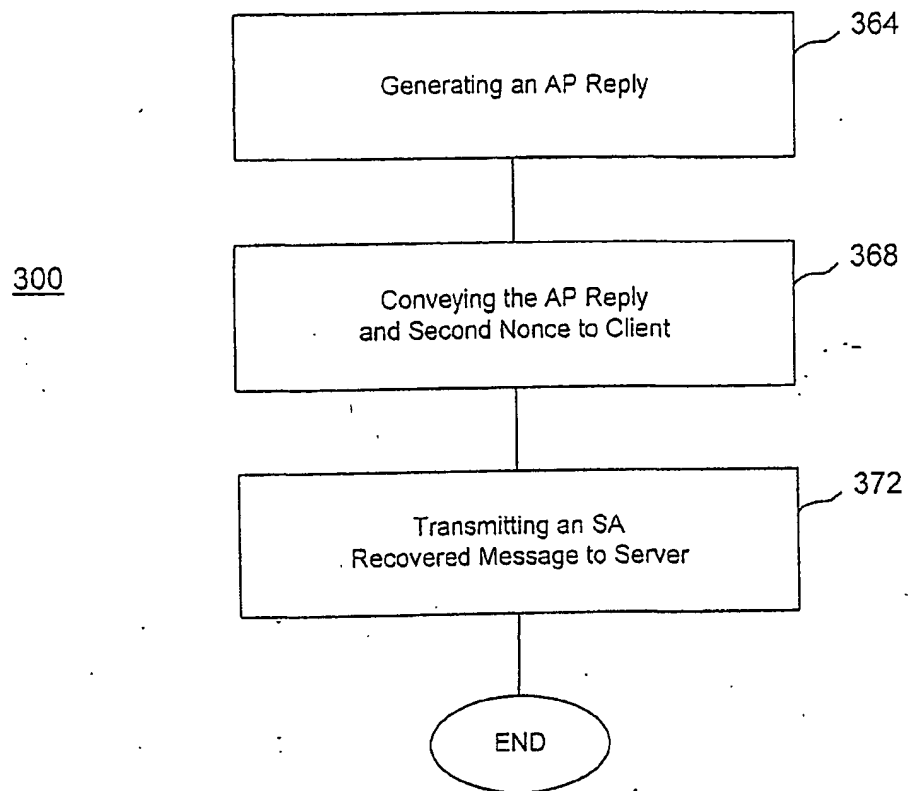 364
Generating an AP Reply
368
300
Conveying the AP Reply
and Second Nonce to Client
372
Transmitting an SA
Recovered Message to Server
END